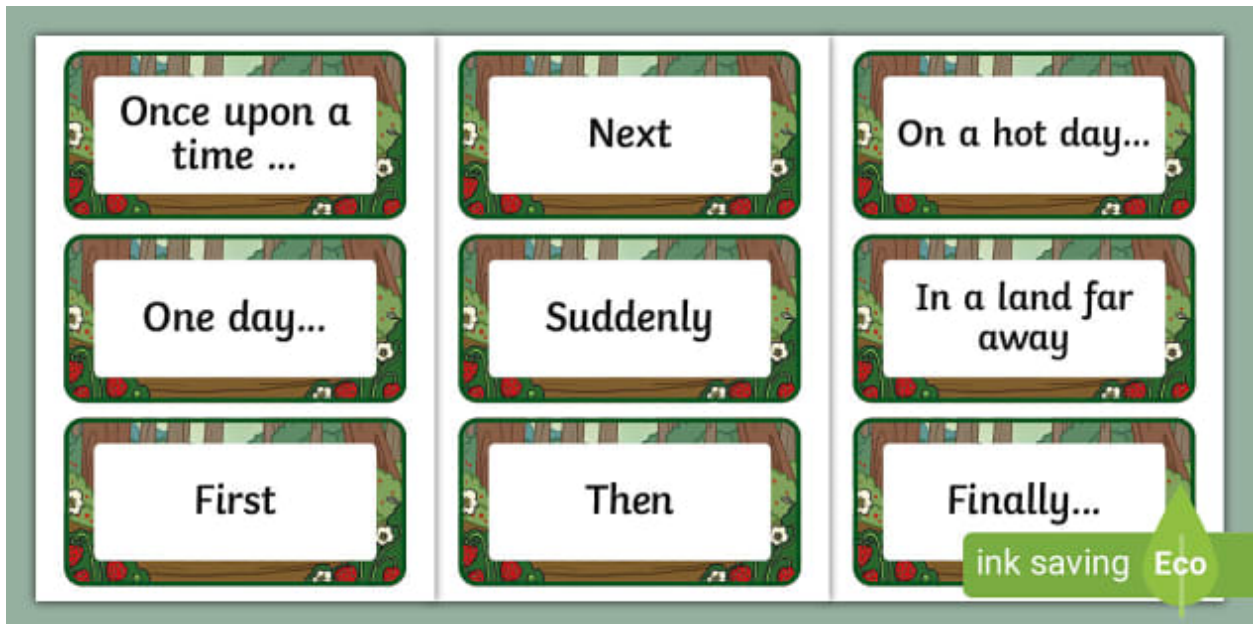 Once upon a
time ...
Next
On a hot day...
One day...
Suddenly
In a land far
away
First
Then
Finally...
ink saving Eco